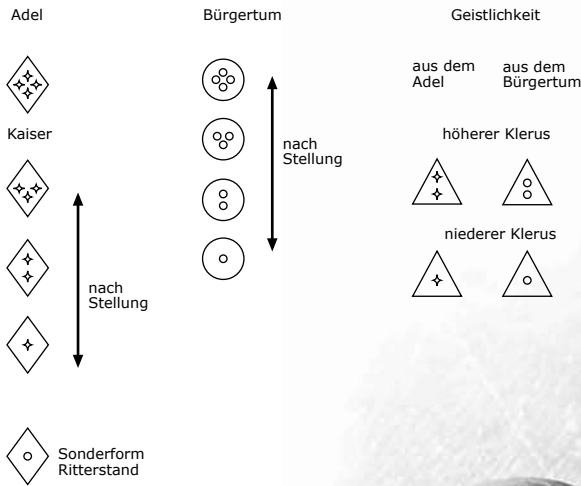 Adel
Kaiser
nach
Stellung
Sonderform
Ritterstand
Bürgertum
nach
Stellung
Geistlichkeit
aus dem
Adel
aus dem
Bürgertum
höherer Klerus
niederer Klerus